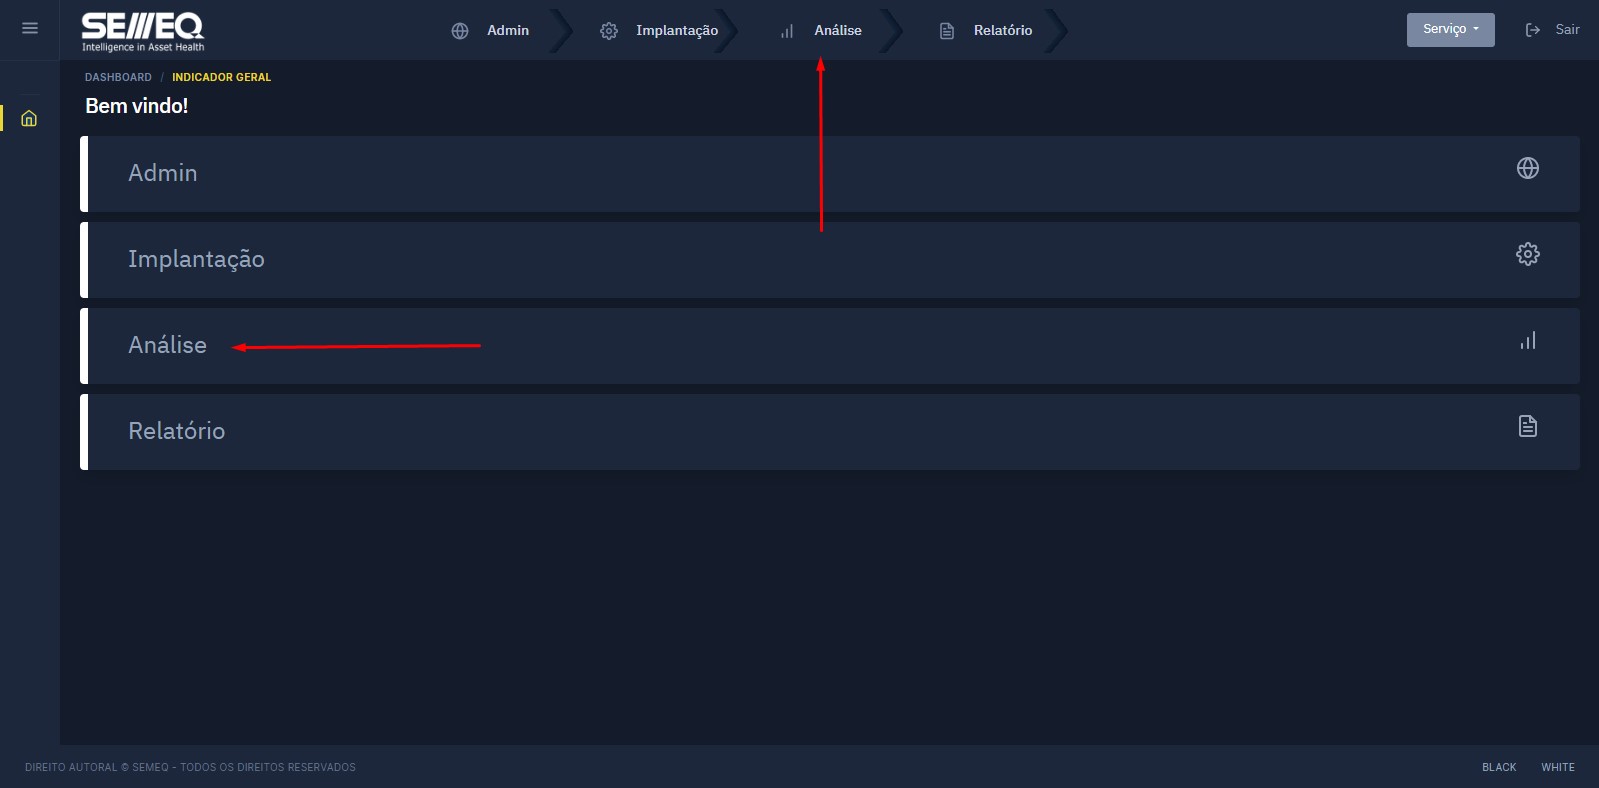 SEMEQ
Intelligence in Asset Health
Admin
Implantação
Análise
Relatório
Serviço
Sair
DASHBOARD / INDICADOR GERAL
Bem vindo!
Admin
Implantação
Análise
Relatório
DIREITO AUTORAL © SEMEQ - TODOS OS DIREITOS RESERVADOS
BLACK
WHITE